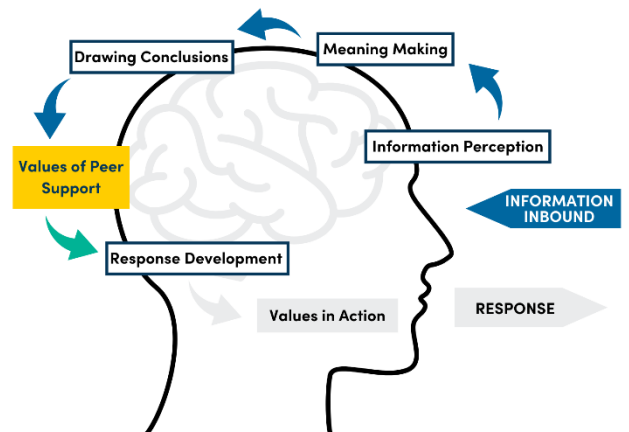 Meaning Making
Drawing Conclusions
Information Perception
Values of Peer
Support
INFORMATION
INBOUND
Response Development
Values in Action
RESPONSE